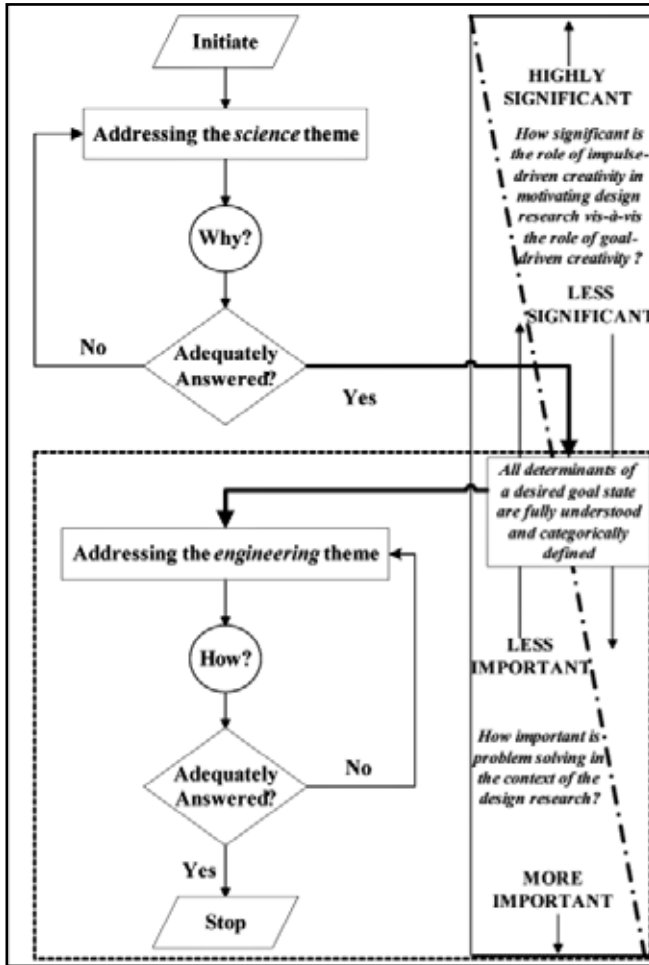 Initiate
Addressing the science theme
Why?
Adequately
Answered?
No
Yes
HIGHLY
SIGNIFICANT
How significant is
the role of impulse-
driven creativity in
motivating design
research vis-à-vis
the role of goal-
driven creativity ?
LESS
SIGNIFICANT
All determinants of
a desired goal state
are fully understood
and categorically
defined
Addressing the engineering theme
How?
Adequately
Answered?
No
Yes
Stop
LESS
IMPORTANT
How important is
problem solving in
the context of the
design research?
MORE
IMPORTANT